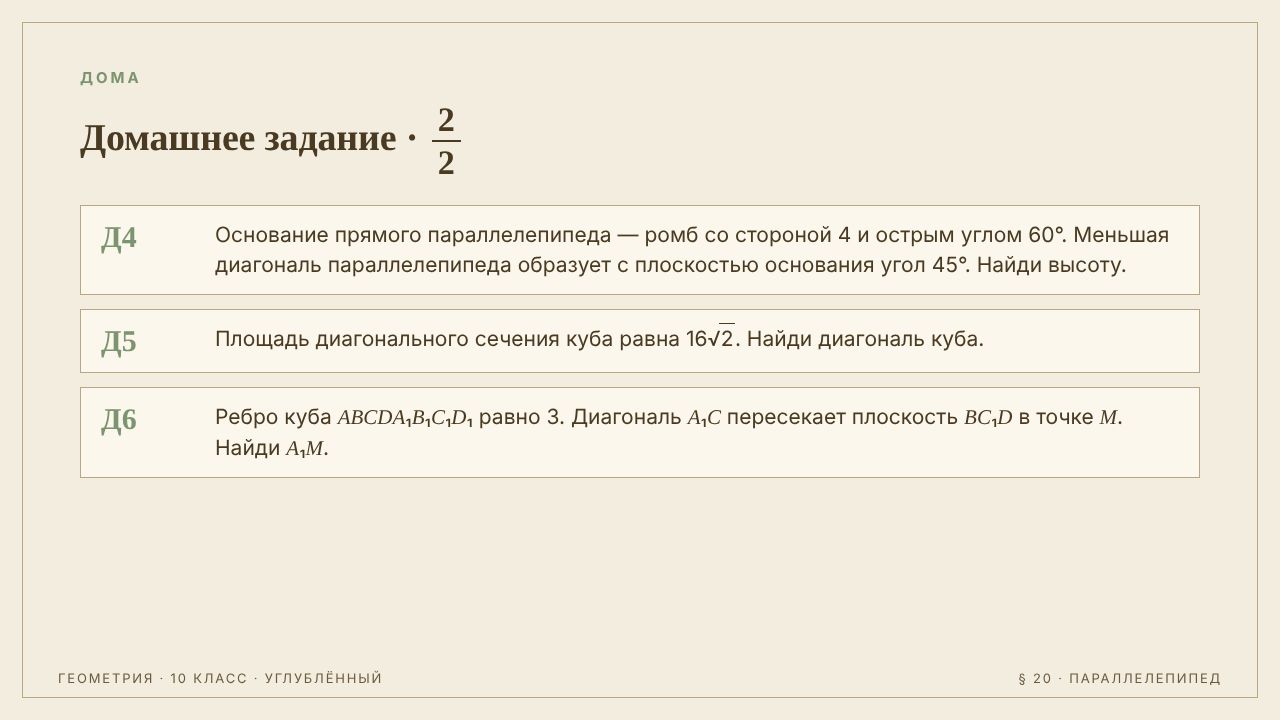 ДОМА
Домашнее задание · 2/2
Д4
Основание прямого параллелепипеда — ромб со стороной 4 и острым углом 60°. Меньшая
диагональ параллелепипеда образует с плоскостью основания угол 45°. Найди высоту.
Д5
Площадь диагонального сечения куба равна 16√2. Найди диагональ куба.
Д6
Ребро куба ABCDA₁B₁C₁D₁ равно 3. Диагональ A₁C пересекает плоскость BC₁D в точке M.
Найди A₁M.
ГЕОМЕТРИЯ · 10 КЛАСС · УГЛУБЛЁННЫЙ
§ 20 · ПАРАЛЛЕЛЕПИПЕД